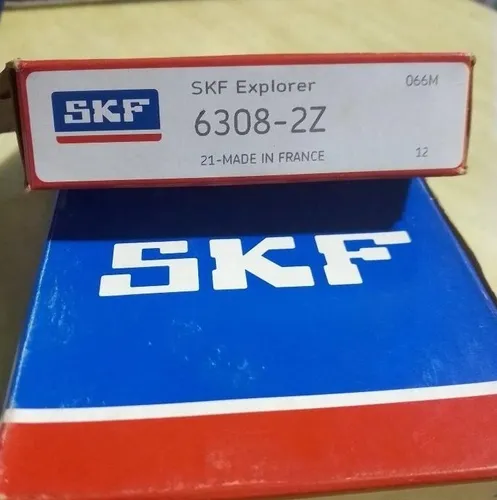 SKF
SKF Explorer
066M
6308-2Z
21-MADE IN FRANCE
12
SKF